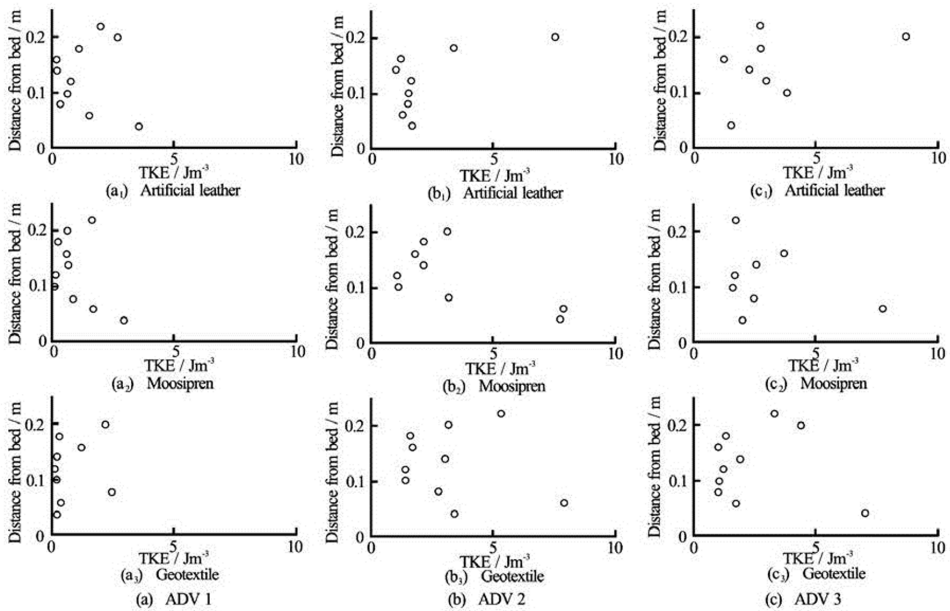 Distance from bed / m
0.2
0.1
0
0 5 10
TKE / Jm⁻³
(a₁) Artificial leather
Distance from bed / m
0.2
0.1
0
0 5 10
TKE / Jm⁻³
(b₁) Artificial leather
Distance from bed / m
0.2
0.1
0
0 5 10
TKE / Jm⁻³
(c₁) Artificial leather
Distance from bed / m
0.2
0.1
0
0 5 10
TKE / Jm⁻³
(a₂) Moosipren
Distance from bed / m
0.2
0.1
0
0 5 10
TKE / Jm⁻³
(b₂) Moosipren
Distance from bed / m
0.2
0.1
0
0 5 10
TKE / Jm⁻³
(c₂) Moosipren
Distance from bed / m
0.2
0.1
0
0 5 10
TKE / Jm⁻³
(a₃) Geotextile
(a) ADV 1
Distance from bed / m
0.2
0.1
0
0 5 10
TKE / Jm⁻³
(b₃) Geotextile
(b) ADV 2
Distance from bed / m
0.2
0.1
0
0 5 10
TKE / Jm⁻³
(c₃) Geotextile
(c) ADV 3